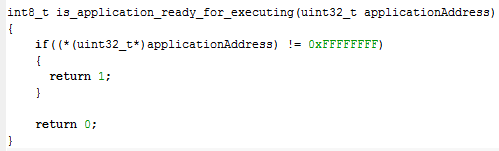 int8_t is_application_ready_for_executing(uint32_t applicationAddress)
{
if((*(uint32_t*)applicationAddress) != 0xFFFFFFFF)
{
return 1;
}
return 0;
}